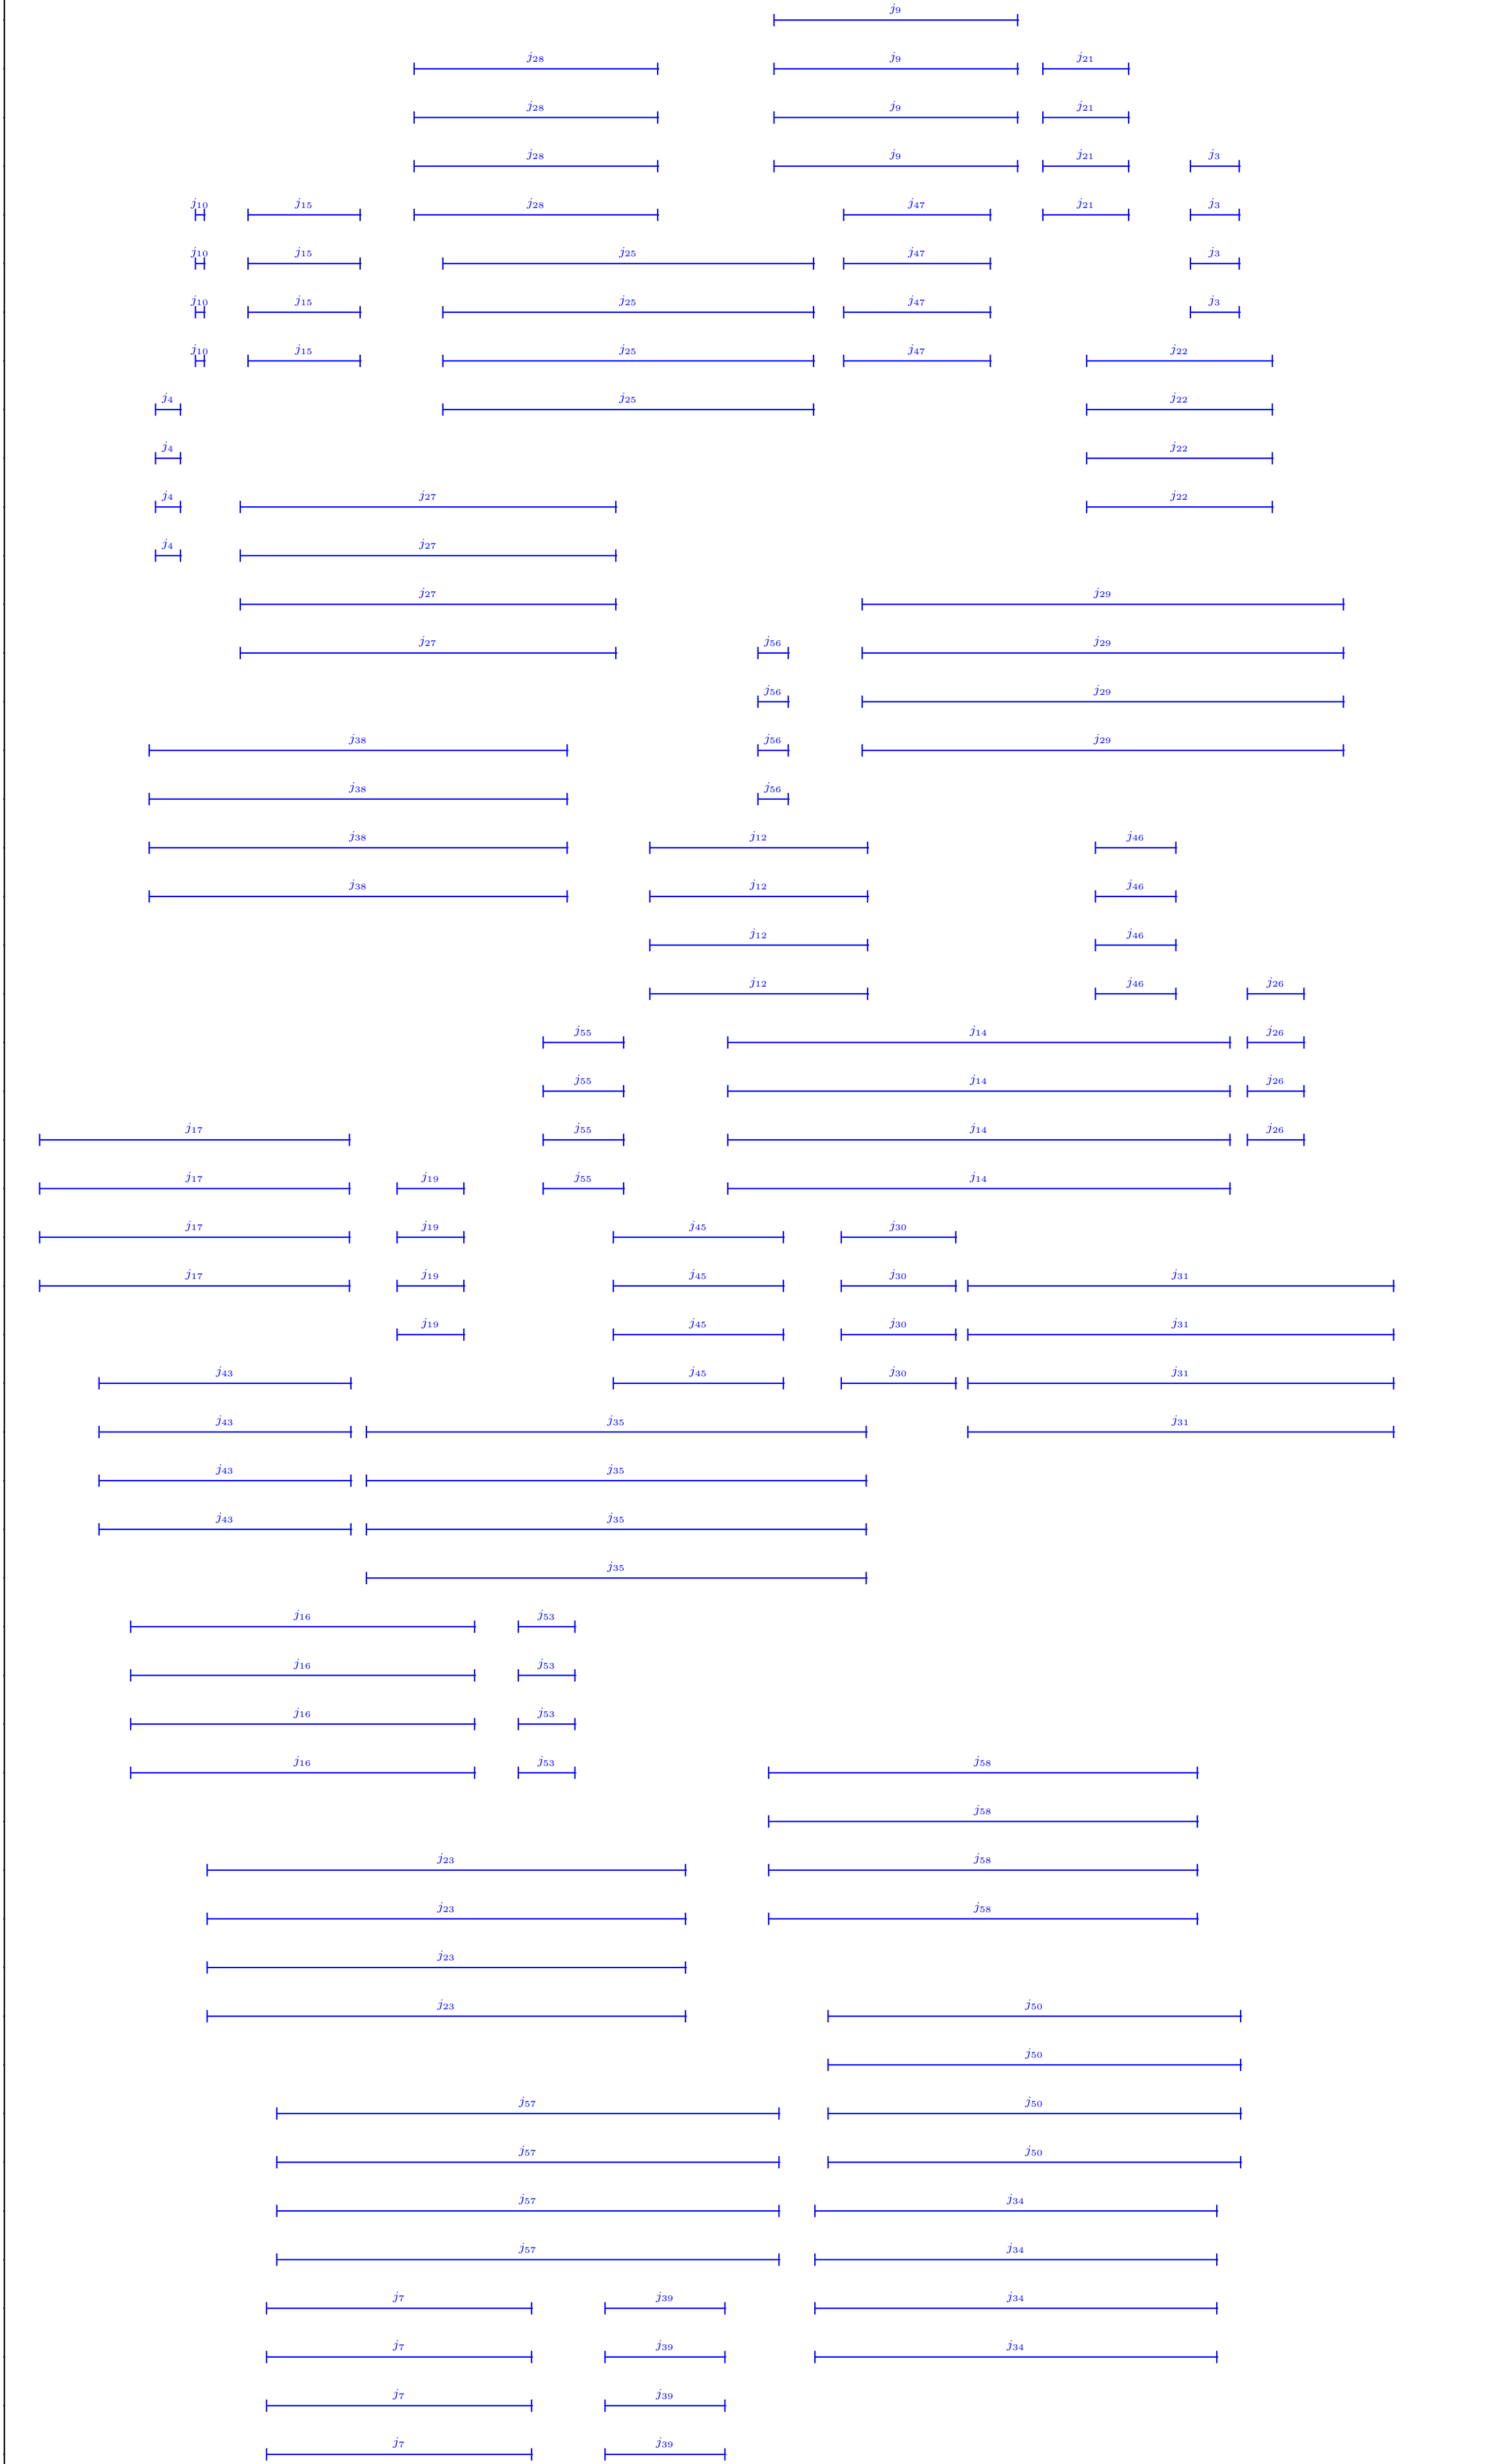 j₉
j₂₈ j₉ j₂₁
j₂₈ j₉ j₂₁
j₂₈ j₉ j₂₁ j₃
j₁₀ j₁₅ j₂₈ j₄₇ j₂₁ j₃
j₁₀ j₁₅ j₂₅ j₄₇ j₃
j₁₀ j₁₅ j₂₅ j₄₇ j₃
j₁₀ j₁₅ j₂₅ j₄₇ j₂₂
j₄ j₂₅ j₂₂
j₄ j₂₂
j₄ j₂₇ j₂₂
j₄ j₂₇
j₂₇ j₂₉
j₂₇ j₅₆ j₂₉
j₅₆ j₂₉
j₃₈ j₅₆ j₂₉
j₃₈ j₅₆
j₃₈ j₁₂ j₄₆
j₃₈ j₁₂ j₄₆
j₁₂ j₄₆
j₁₂ j₄₆ j₂₆
j₅₅ j₁₄ j₂₆
j₅₅ j₁₄ j₂₆
j₁₇ j₅₅ j₁₄ j₂₆
j₁₇ j₁₉ j₅₅ j₁₄
j₁₇ j₁₉ j₄₅ j₃₀
j₁₇ j₁₉ j₄₅ j₃₀ j₃₁
j₁₉ j₄₅ j₃₀ j₃₁
j₄₃ j₄₅ j₃₀ j₃₁
j₄₃ j₃₅ j₃₁
j₄₃ j₃₅
j₄₃ j₃₅
j₃₅
j₁₆ j₅₃
j₁₆ j₅₃
j₁₆ j₅₃
j₁₆ j₅₃ j₅₈
j₅₈
j₂₃ j₅₈
j₂₃ j₅₈
j₂₃
j₂₃ j₅₀
j₅₀
j₅₇ j₅₀
j₅₇ j₅₀
j₅₇ j₃₄
j₅₇ j₃₄
j₇ j₃₉ j₃₄
j₇ j₃₉ j₃₄
j₇ j₃₉
j₇ j₃₉